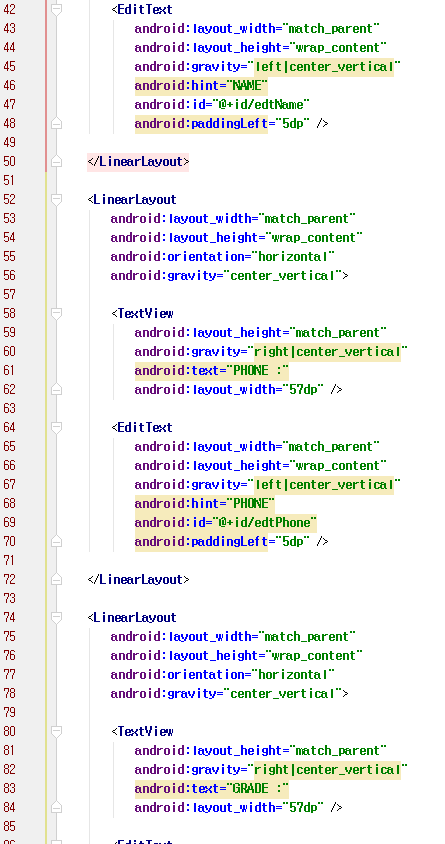 42 <EditText
43 android:layout_width="match_parent"
44 android:layout_height="wrap_content"
45 android:gravity="left|center_vertical"
46 android:hint="NAME"
47 android:id="@+id/edtName"
48 android:paddingLeft="5dp" />
49
50 </LinearLayout>
51
52 <LinearLayout
53 android:layout_width="match_parent"
54 android:layout_height="wrap_content"
55 android:orientation="horizontal"
56 android:gravity="center_vertical">
57
58 <TextView
59 android:layout_height="match_parent"
60 android:gravity="right|center_vertical"
61 android:text="PHONE :"
62 android:layout_width="57dp" />
63
64 <EditText
65 android:layout_width="match_parent"
66 android:layout_height="wrap_content"
67 android:gravity="left|center_vertical"
68 android:hint="PHONE"
69 android:id="@+id/edtPhone"
70 android:paddingLeft="5dp" />
71
72 </LinearLayout>
73
74 <LinearLayout
75 android:layout_width="match_parent"
76 android:layout_height="wrap_content"
77 android:orientation="horizontal"
78 android:gravity="center_vertical">
79
80 <TextView
81 android:layout_height="match_parent"
82 android:gravity="right|center_vertical"
83 android:text="GRADE :"
84 android:layout_width="57dp" />
85
86 <EditText